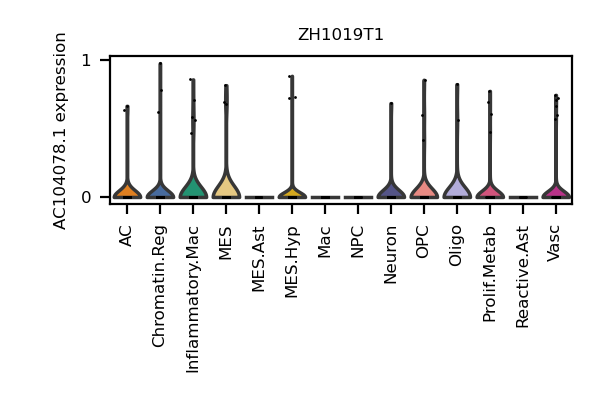 ZH1019T1
AC104078.1 expression
1
0
AC
Chromatin.Reg
Inflammatory.Mac
MES
MES.Ast
MES.Hyp
Mac
NPC
Neuron
OPC
Oligo
Prolif.Metab
Reactive.Ast
Vasc